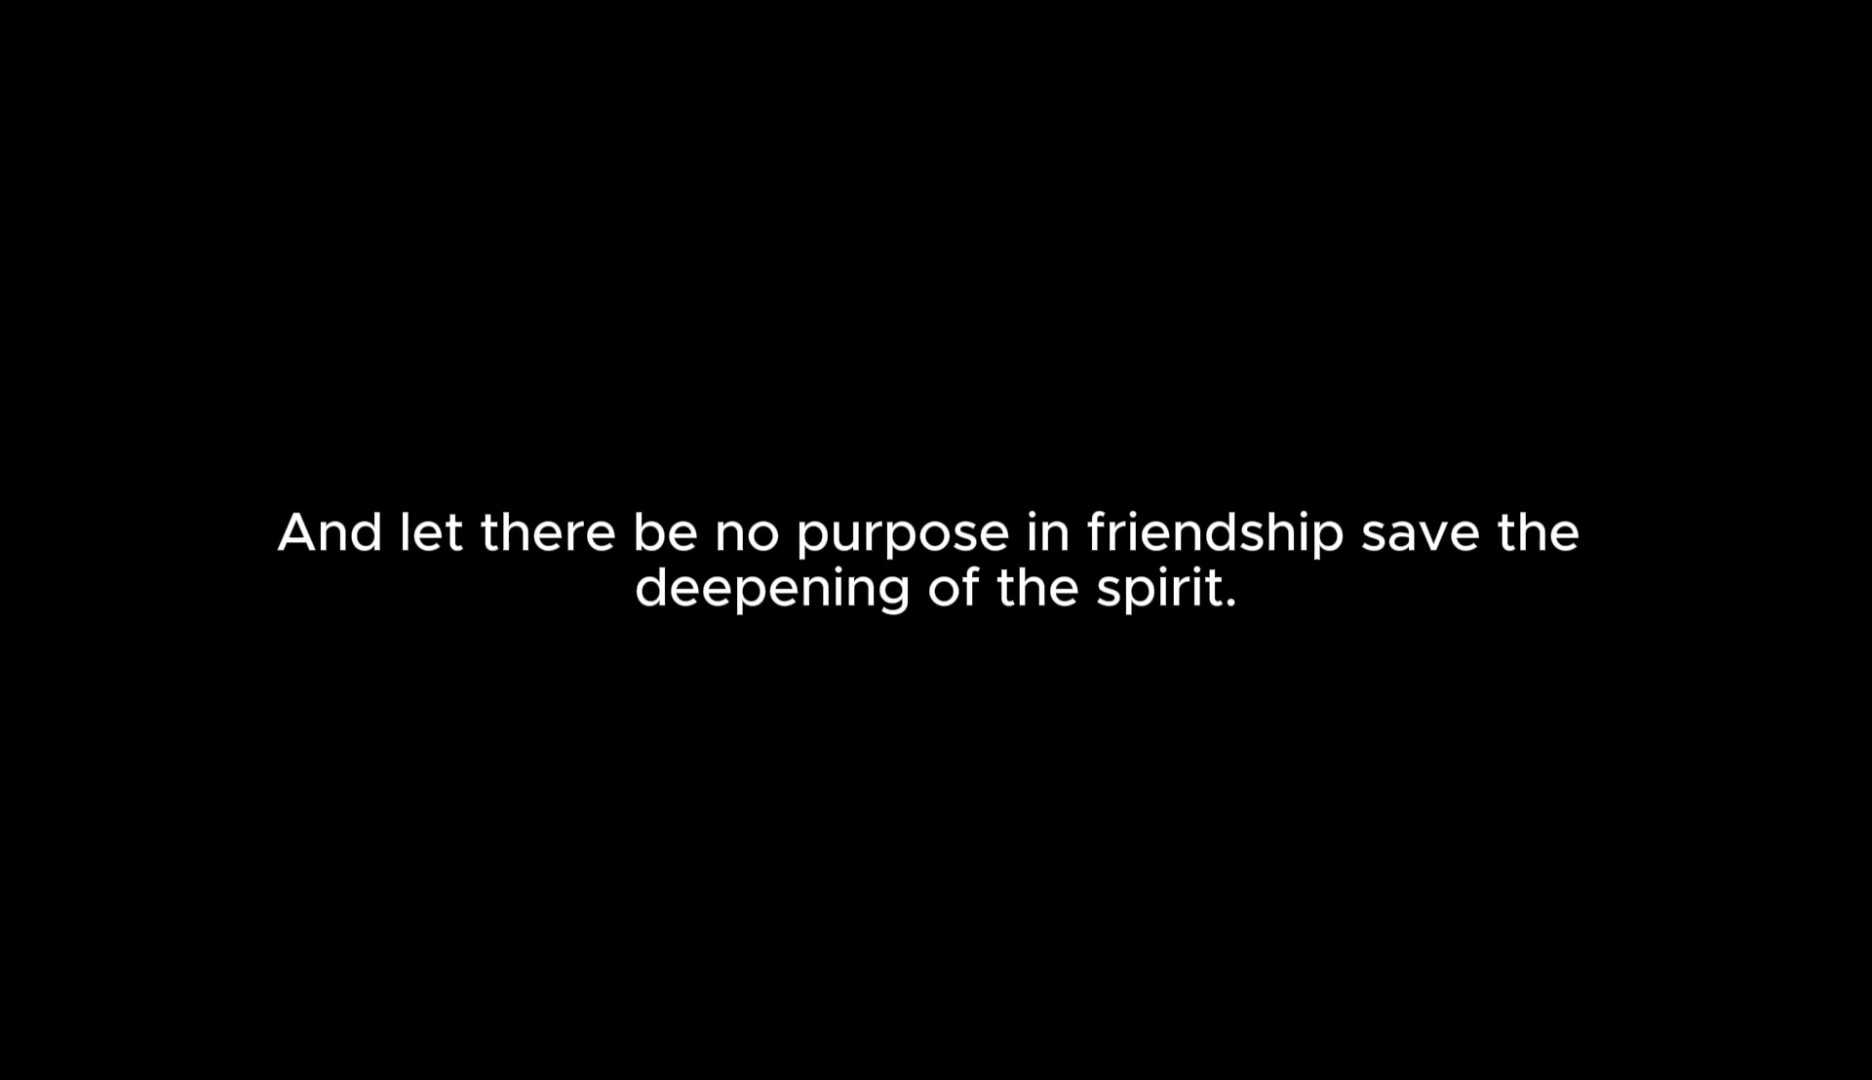 And let there be no purpose in friendship save the
deepening of the spirit.